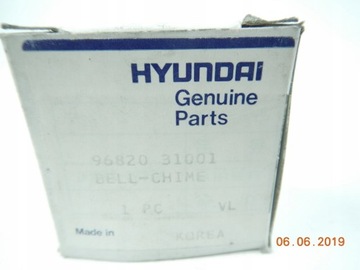 HYUNDAI
Genuine
Parts
96820 31001
BELL-CHIME
1 PC VL
Made in KOREA
06.06.2019